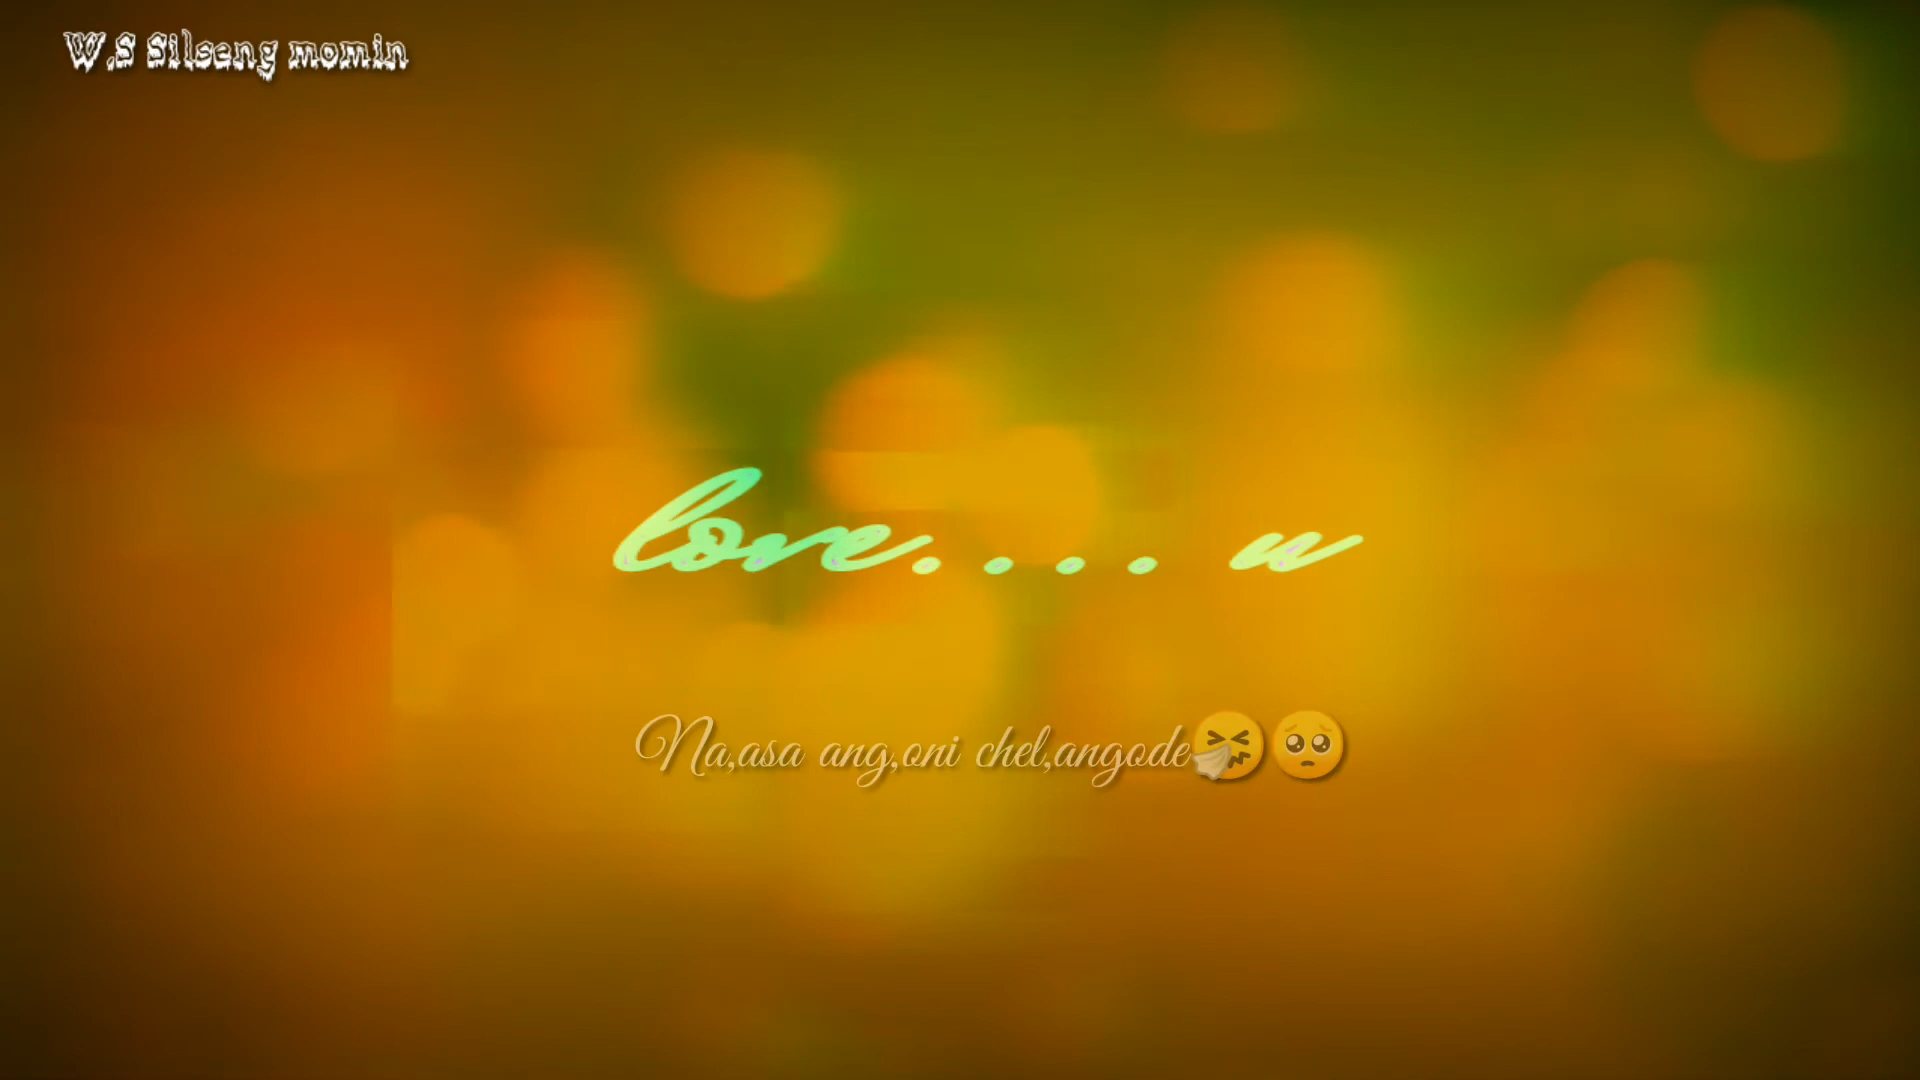 W.S Silseng momin
love.... u
Na,asa ang,oni chel,angode🤧🥺